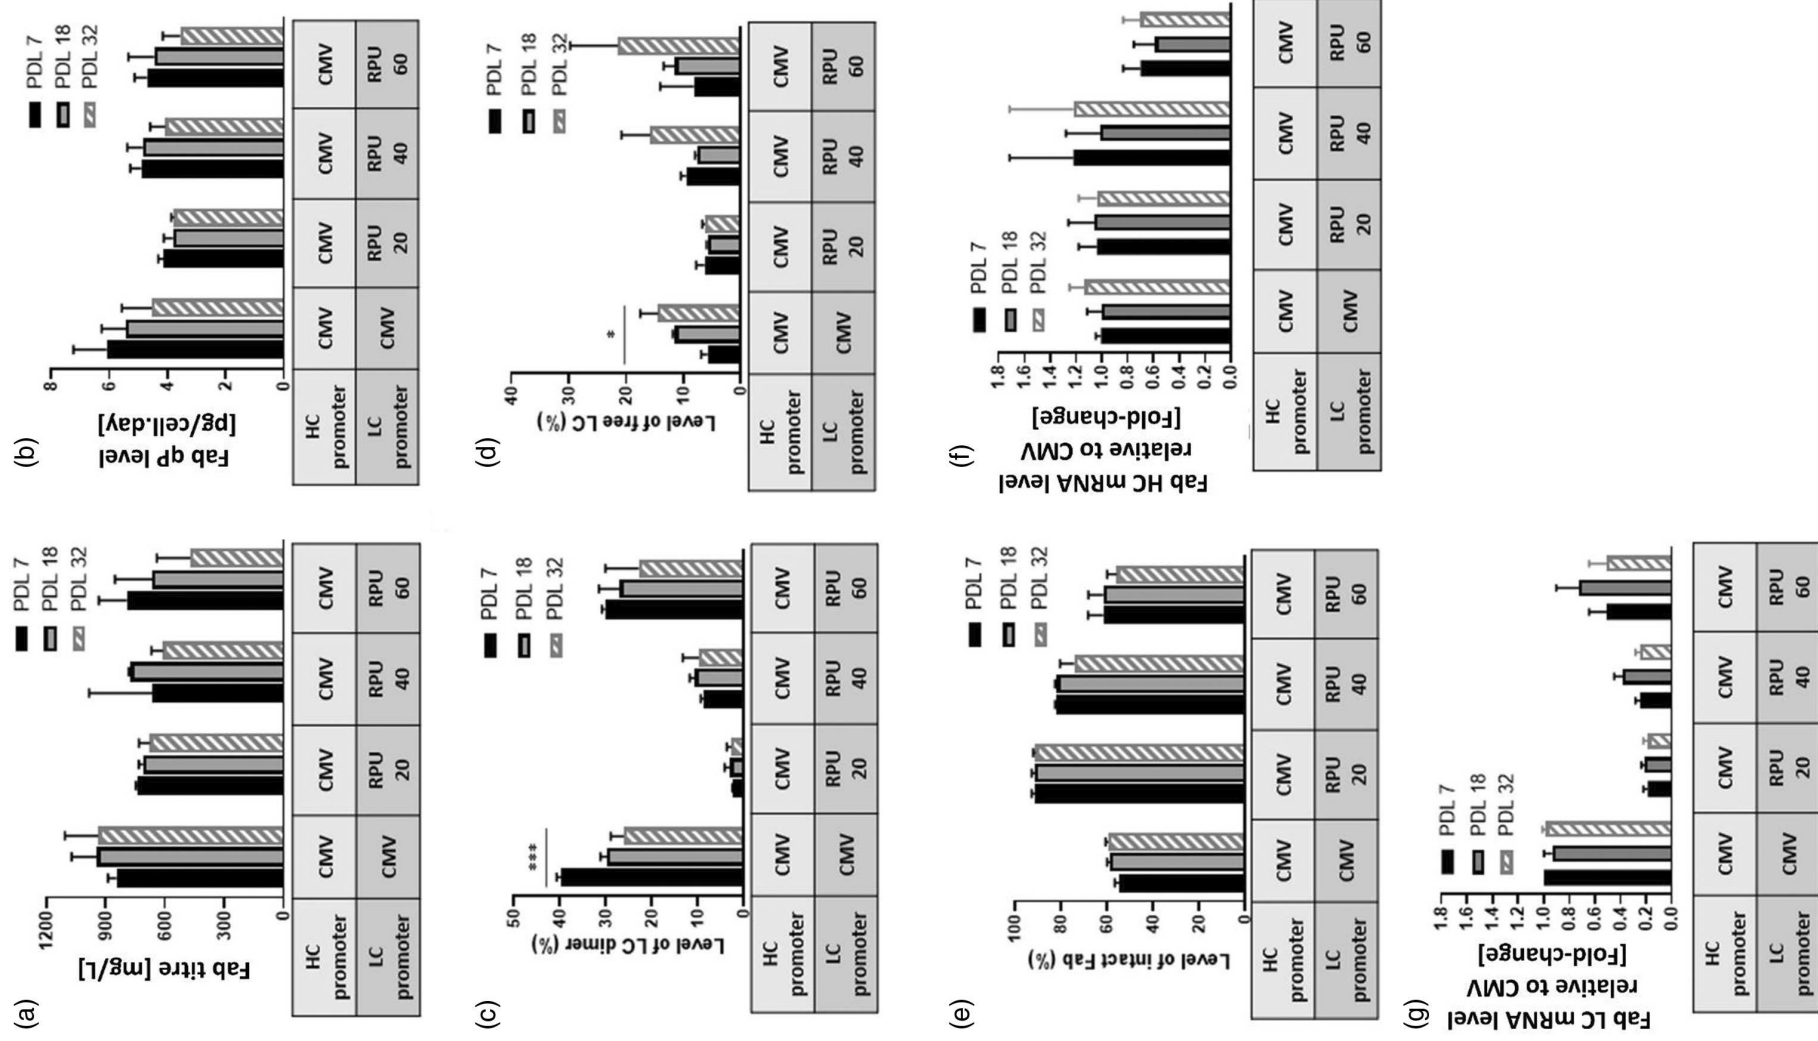 (a)
Fab titre [mg/L]
1200
900
600
300
0
PDL 7
PDL 18
PDL 32
HC promoter
CMV
CMV
CMV
CMV
LC promoter
CMV
RPU 20
RPU 40
RPU 60
(b)
Fab qP level
[pg/cell.day]
8
6
4
2
0
PDL 7
PDL 18
PDL 32
HC promoter
CMV
CMV
CMV
CMV
LC promoter
CMV
RPU 20
RPU 40
RPU 60
(c)
Level of LC dimer (%)
50
40
30
20
10
0
***
PDL 7
PDL 18
PDL 32
HC promoter
CMV
CMV
CMV
CMV
LC promoter
CMV
RPU 20
RPU 40
RPU 60
(d)
Level of free LC (%)
40
30
20
10
0
*
PDL 7
PDL 18
PDL 32
HC promoter
CMV
CMV
CMV
CMV
LC promoter
CMV
RPU 20
RPU 40
RPU 60
(e)
Level of intact Fab (%)
100
80
60
40
20
0
PDL 7
PDL 18
PDL 32
HC promoter
CMV
CMV
CMV
CMV
LC promoter
CMV
RPU 20
RPU 40
RPU 60
(f)
Fab HC mRNA level
relative to CMV
[Fold-change]
1.8
1.6
1.4
1.2
1.0
0.8
0.6
0.4
0.2
0.0
PDL 7
PDL 18
PDL 32
HC promoter
CMV
CMV
CMV
CMV
LC promoter
CMV
RPU 20
RPU 40
RPU 60
(g)
Fab LC mRNA level
relative to CMV
[Fold-change]
1.8
1.6
1.4
1.2
1.0
0.8
0.6
0.4
0.2
0.0
PDL 7
PDL 18
PDL 32
HC promoter
CMV
CMV
CMV
CMV
LC promoter
CMV
RPU 20
RPU 40
RPU 60